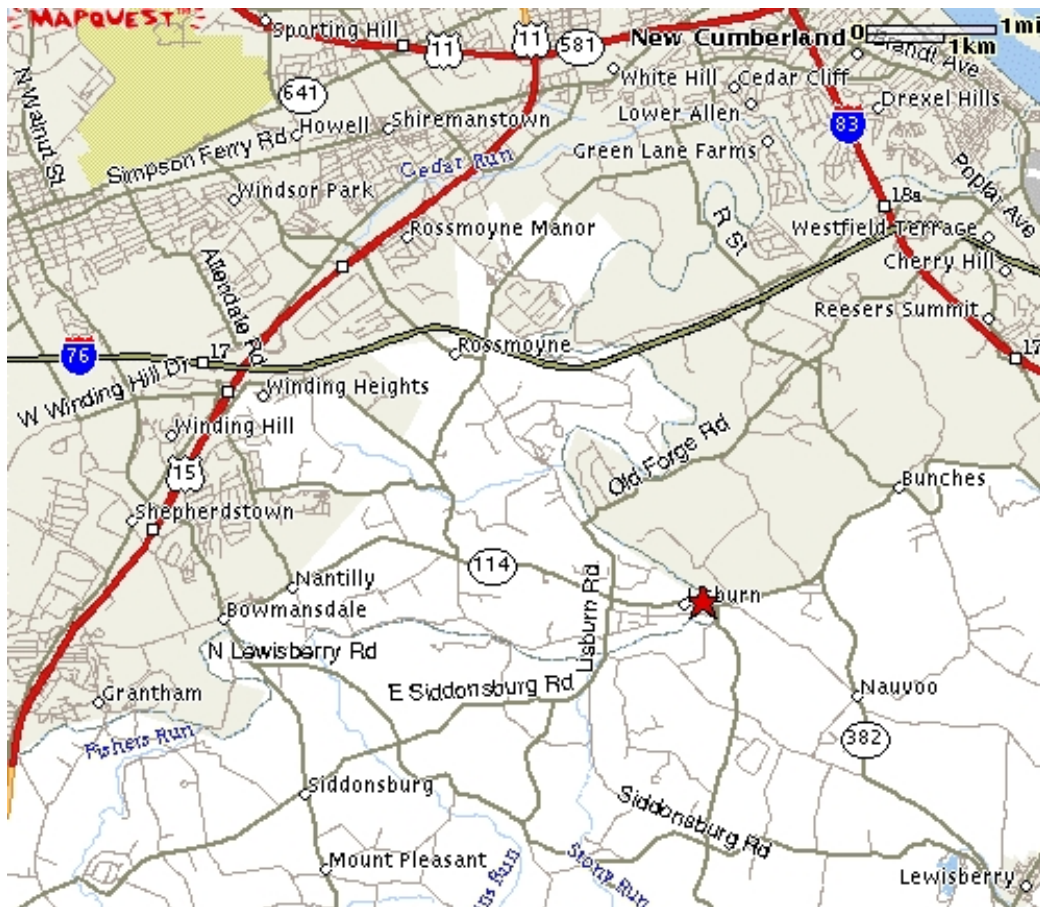 MAPQUEST
Sporting Hill
11
11
581
New Cumberland
0
1mi
1km
Brandt Ave
N Walnut St
641
White Hill
Cedar Cliff
Lower Allen
Drexel Hills
Howell
Shiremanstown
83
Simpson Ferry Rd
Cedar Run
Green Lane Farms
Poplar Ave
Windsor Park
18a
R St
Rossmoyne Manor
Westfield Terrace
Allendale Rd
Cherry Hill
Reesers Summit
76
17
Rossmoyne
17
W Winding Hill Dr
Winding Heights
Winding Hill
Old Forge Rd
15
Bunches
Shepherdstown
114
Nantilly
Lisburn Rd
Lisburn
Bowmansdale
N Lewisberry Rd
E Siddonsburg Rd
Grantham
Nauvoo
Fishers Run
382
Siddonsburg
Siddonsburg Rd
Mount Pleasant
Run
Stony Run
Lewisberry